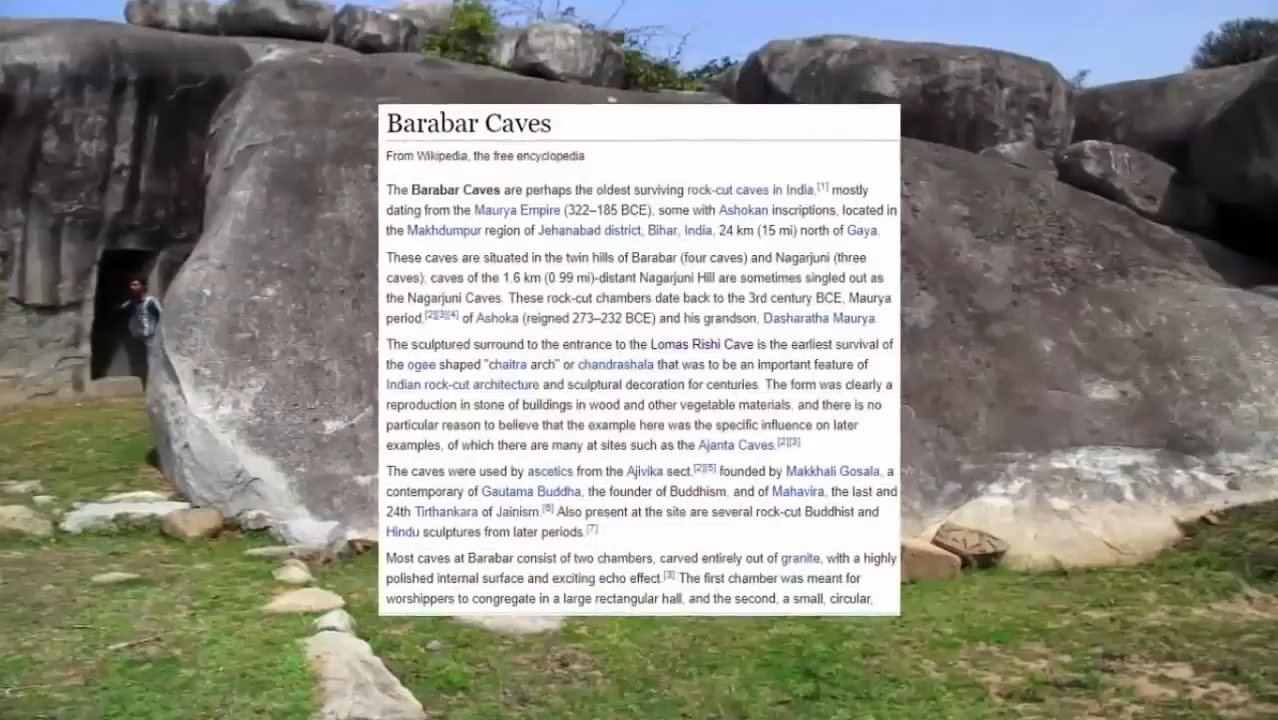 Barabar Caves
From Wikipedia, the free encyclopedia
The Barabar Caves are perhaps the oldest surviving rock-cut caves in India,[1] mostly
dating from the Maurya Empire (322–185 BCE), some with Ashokan inscriptions, located in
the Makhdumpur region of Jehanabad district, Bihar, India, 24 km (15 mi) north of Gaya.
These caves are situated in the twin hills of Barabar (four caves) and Nagarjuni (three
caves); caves of the 1.6 km (0.99 mi)-distant Nagarjuni Hill are sometimes singled out as
the Nagarjuni Caves. These rock-cut chambers date back to the 3rd century BCE, Maurya
period,[2][3][4] of Ashoka (reigned 273–232 BCE) and his grandson, Dasharatha Maurya.
The sculptured surround to the entrance to the Lomas Rishi Cave is the earliest survival of
the ogee shaped "chaitra arch" or chandrashala that was to be an important feature of
Indian rock-cut architecture and sculptural decoration for centuries. The form was clearly a
reproduction in stone of buildings in wood and other vegetable materials, and there is no
particular reason to believe that the example here was the specific influence on later
examples, of which there are many at sites such as the Ajanta Caves.[2][3]
The caves were used by ascetics from the Ajivika sect,[2][5] founded by Makkhali Gosala, a
contemporary of Gautama Buddha, the founder of Buddhism, and of Mahavira, the last and
24th Tirthankara of Jainism.[6] Also present at the site are several rock-cut Buddhist and
Hindu sculptures from later periods.[7]
Most caves at Barabar consist of two chambers, carved entirely out of granite, with a highly
polished internal surface and exciting echo effect.[3] The first chamber was meant for
worshippers to congregate in a large rectangular hall, and the second, a small, circular,